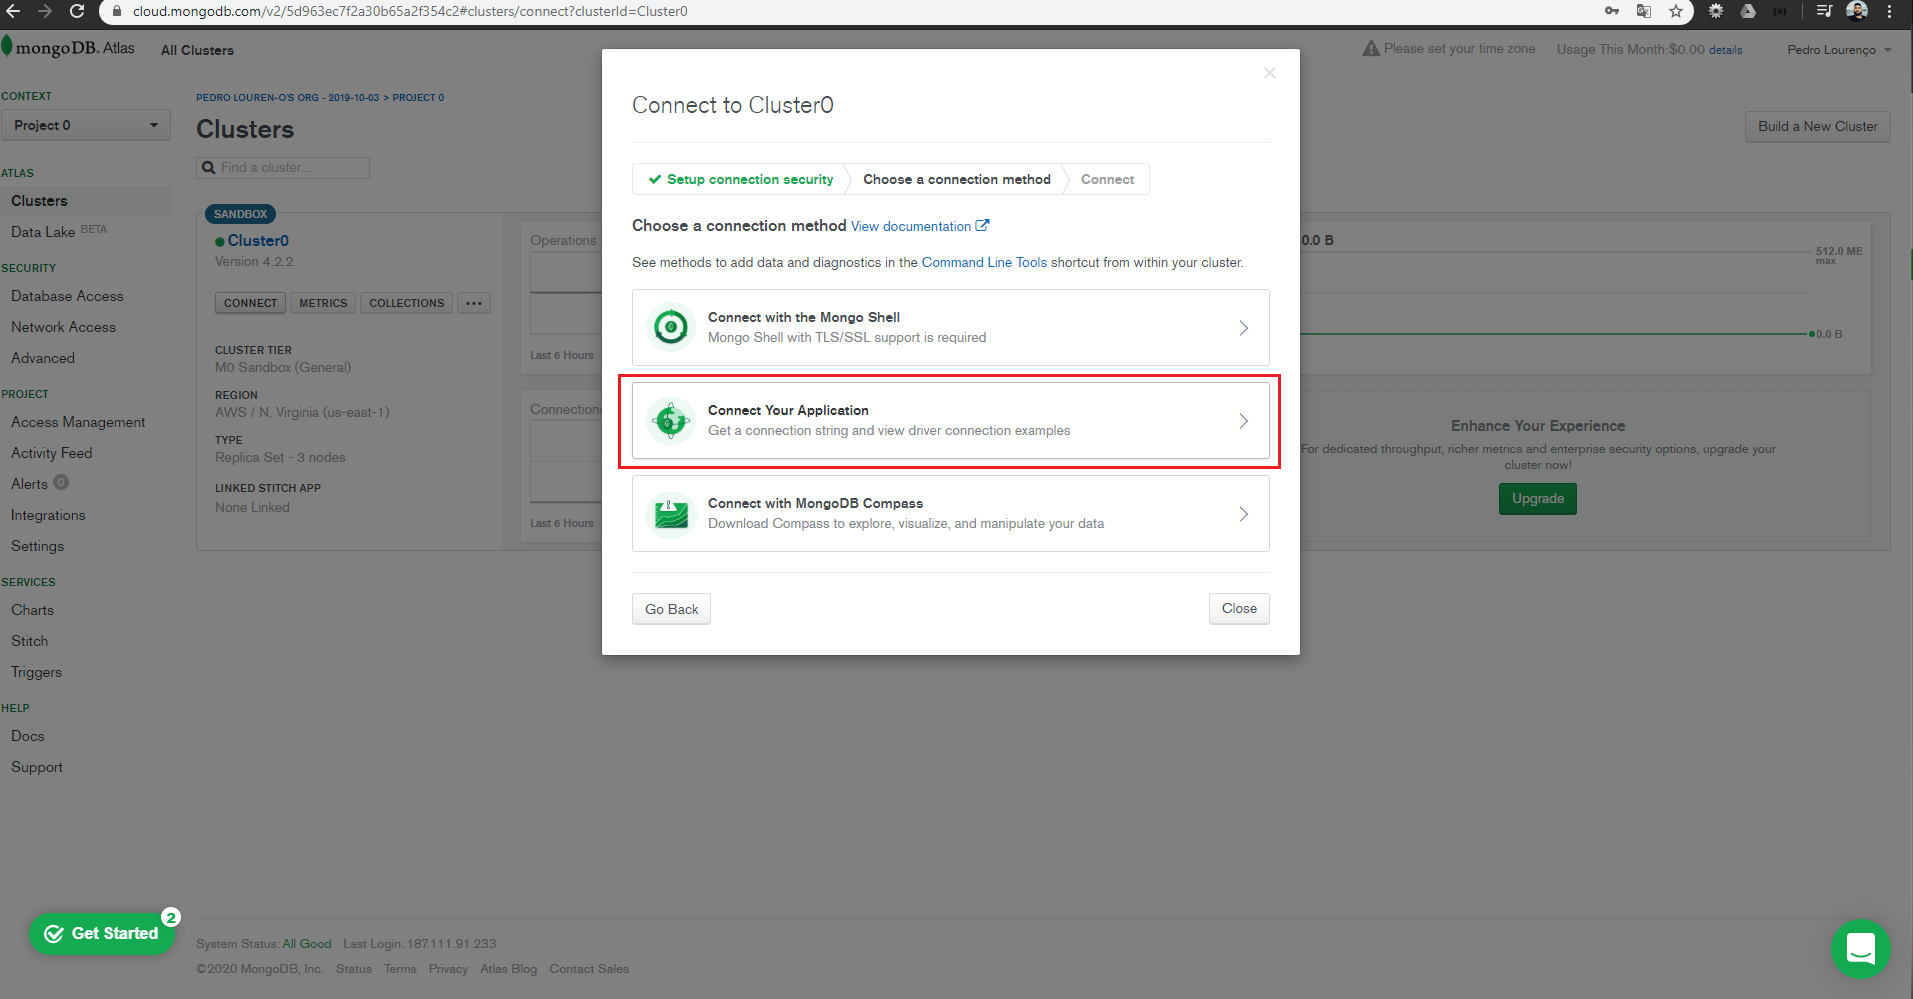 cloud.mongodb.com/v2/5d963ec7f2a30b65a2f354c2#clusters/connect?clusterId=Cluster0
mongoDB. Atlas
All Clusters
Please set your time zone
Usage This Month:$0.00 details
Pedro Lourenço
CONTEXT
Project 0
ATLAS
Clusters
Data Lake BETA
SECURITY
Database Access
Network Access
Advanced
PROJECT
Access Management
Activity Feed
Alerts 0
Integrations
Settings
SERVICES
Charts
Stitch
Triggers
HELP
Docs
Support
Get Started
2
PEDRO LOUREN-O'S ORG - 2019-10-03 > PROJECT 0
Clusters
Build a New Cluster
Find a cluster...
SANDBOX
Cluster0
Version 4.2.2
CONNECT
METRICS
COLLECTIONS
...
CLUSTER TIER
M0 Sandbox (General)
REGION
AWS / N. Virginia (us-east-1)
TYPE
Replica Set - 3 nodes
LINKED STITCH APP
None Linked
Operations
Last 6 Hours
Connections
Last 6 Hours
Connect to Cluster0
Setup connection security
Choose a connection method
Connect
Choose a connection method View documentation
See methods to add data and diagnostics in the Command Line Tools shortcut from within your cluster.
Connect with the Mongo Shell
Mongo Shell with TLS/SSL support is required
Connect Your Application
Get a connection string and view driver connection examples
Connect with MongoDB Compass
Download Compass to explore, visualize, and manipulate your data
Go Back
Close
0.0 B
512.0 MB
max
0.0 B
Enhance Your Experience
For dedicated throughput, richer metrics and enterprise security options, upgrade your
cluster now!
Upgrade
System Status: All Good Last Login: 187.111.91.233
©2020 MongoDB, Inc. Status Terms Privacy Atlas Blog Contact Sales